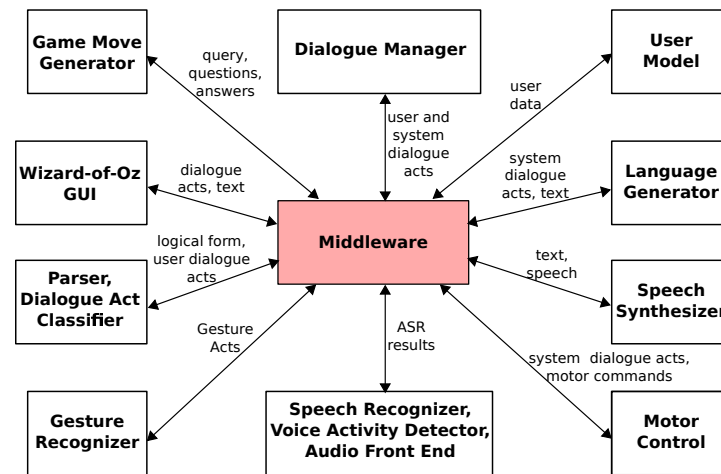 Game Move
Generator
query,
questions,
answers
Dialogue Manager
user
data
User
Model
user and
system
dialogue
acts
Wizard-of-Oz
GUI
dialogue
acts, text
system
dialogue
acts, text
Language
Generator
Middleware
logical form,
user dialogue
acts
Parser,
Dialogue Act
Classifier
text,
speech
Speech
Synthesizer
Gesture
Acts
ASR
results
system dialogue acts,
motor commands
Gesture
Recognizer
Speech Recognizer,
Voice Activity Detector,
Audio Front End
Motor
Control